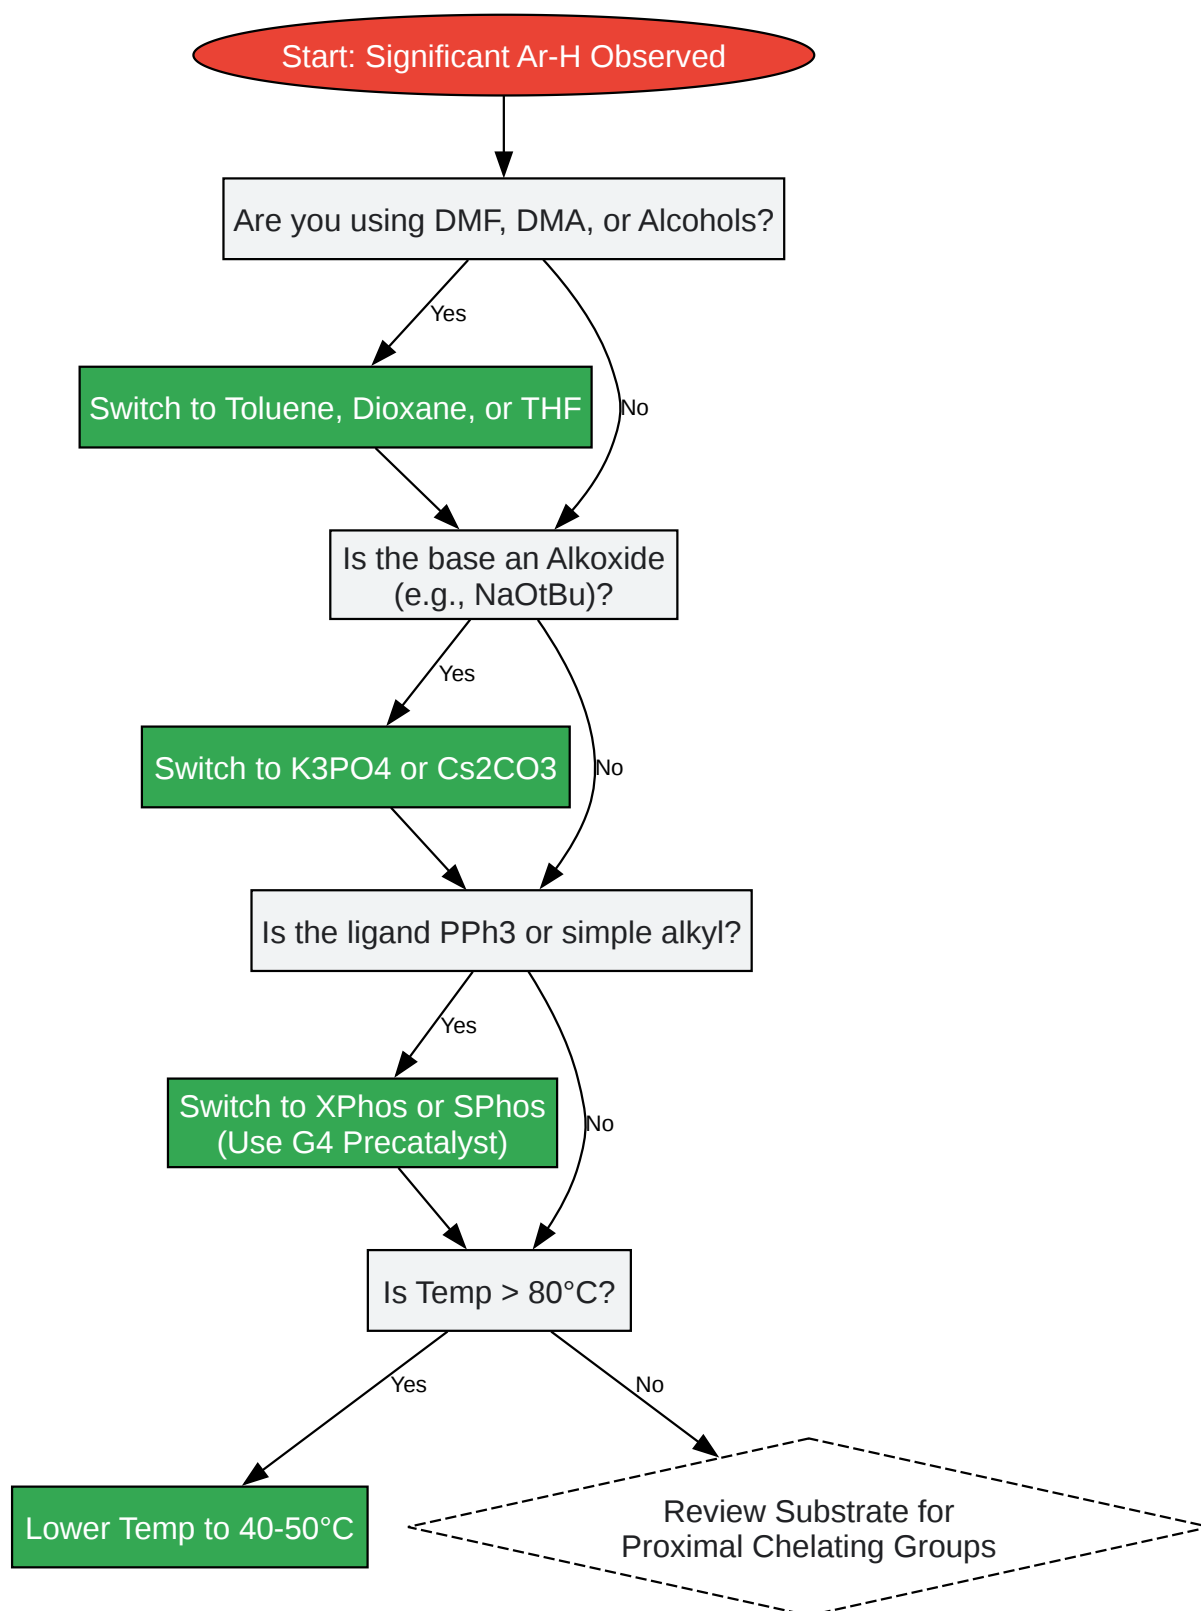 Start: Significant Ar-H Observed
Are you using DMF, DMA, or Alcohols?
Yes
Switch to Toluene, Dioxane, or THF
No
Is the base an Alkoxide
(e.g., NaOtBu)?
Yes
Switch to K3PO4 or Cs2CO3
No
Is the ligand PPh3 or simple alkyl?
Yes
Switch to XPhos or SPhos
(Use G4 Precatalyst)
No
Is Temp > 80°C?
Yes
No
Lower Temp to 40-50°C
Review Substrate for
Proximal Chelating Groups